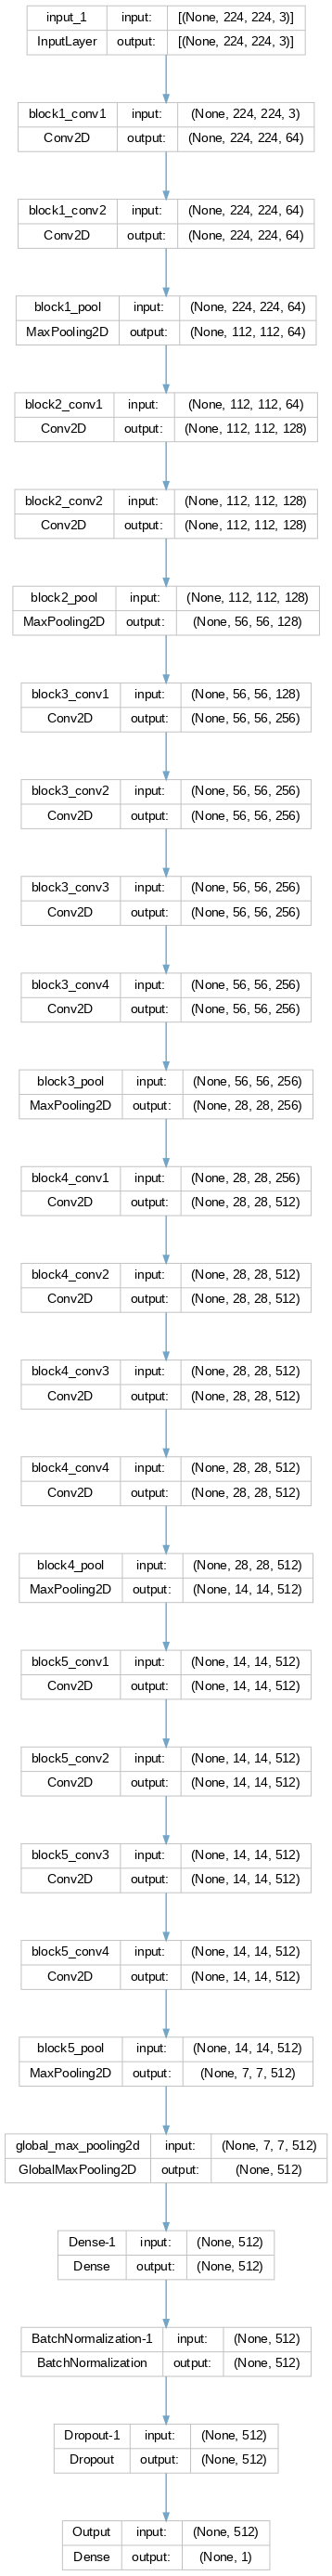 input_1 input: [(None, 224, 224, 3)]
InputLayer output: [(None, 224, 224, 3)]
block1_conv1 input: (None, 224, 224, 3)
Conv2D output: (None, 224, 224, 64)
block1_conv2 input: (None, 224, 224, 64)
Conv2D output: (None, 224, 224, 64)
block1_pool input: (None, 224, 224, 64)
MaxPooling2D output: (None, 112, 112, 64)
block2_conv1 input: (None, 112, 112, 64)
Conv2D output: (None, 112, 112, 128)
block2_conv2 input: (None, 112, 112, 128)
Conv2D output: (None, 112, 112, 128)
block2_pool input: (None, 112, 112, 128)
MaxPooling2D output: (None, 56, 56, 128)
block3_conv1 input: (None, 56, 56, 128)
Conv2D output: (None, 56, 56, 256)
block3_conv2 input: (None, 56, 56, 256)
Conv2D output: (None, 56, 56, 256)
block3_conv3 input: (None, 56, 56, 256)
Conv2D output: (None, 56, 56, 256)
block3_conv4 input: (None, 56, 56, 256)
Conv2D output: (None, 56, 56, 256)
block3_pool input: (None, 56, 56, 256)
MaxPooling2D output: (None, 28, 28, 256)
block4_conv1 input: (None, 28, 28, 256)
Conv2D output: (None, 28, 28, 512)
block4_conv2 input: (None, 28, 28, 512)
Conv2D output: (None, 28, 28, 512)
block4_conv3 input: (None, 28, 28, 512)
Conv2D output: (None, 28, 28, 512)
block4_conv4 input: (None, 28, 28, 512)
Conv2D output: (None, 28, 28, 512)
block4_pool input: (None, 28, 28, 512)
MaxPooling2D output: (None, 14, 14, 512)
block5_conv1 input: (None, 14, 14, 512)
Conv2D output: (None, 14, 14, 512)
block5_conv2 input: (None, 14, 14, 512)
Conv2D output: (None, 14, 14, 512)
block5_conv3 input: (None, 14, 14, 512)
Conv2D output: (None, 14, 14, 512)
block5_conv4 input: (None, 14, 14, 512)
Conv2D output: (None, 14, 14, 512)
block5_pool input: (None, 14, 14, 512)
MaxPooling2D output: (None, 7, 7, 512)
global_max_pooling2d input: (None, 7, 7, 512)
GlobalMaxPooling2D output: (None, 512)
Dense-1 input: (None, 512)
Dense output: (None, 512)
BatchNormalization-1 input: (None, 512)
BatchNormalization output: (None, 512)
Dropout-1 input: (None, 512)
Dropout output: (None, 512)
Output input: (None, 512)
Dense output: (None, 1)